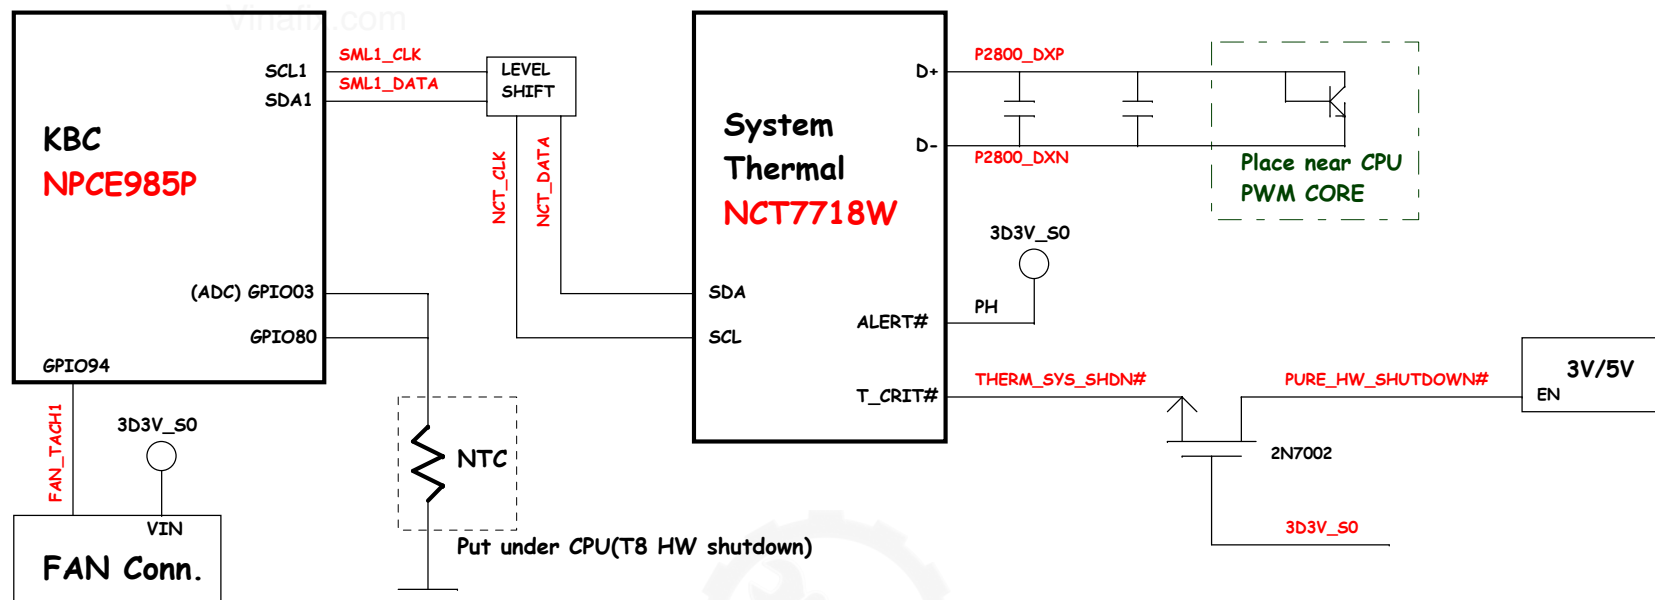 Vinafix.com
SML1_CLK
SCL1
LEVEL
SHIFT
SML1_DATA
SDA1
KBC
NPCE985P
NCT_CLK
NCT_DATA
System
Thermal
NCT7718W
D+
P2800_DXP
D-
P2800_DXN
Place near CPU
PWM CORE
3D3V_S0
(ADC) GPIO03
SDA
PH
ALERT#
GPIO80
SCL
GPIO94
T_CRIT#
THERM_SYS_SHDN#
PURE_HW_SHUTDOWN#
3V/5V
EN
FAN_TACH1
3D3V_S0
NTC
2N7002
VIN
3D3V_S0
Put under CPU(T8 HW shutdown)
FAN Conn.